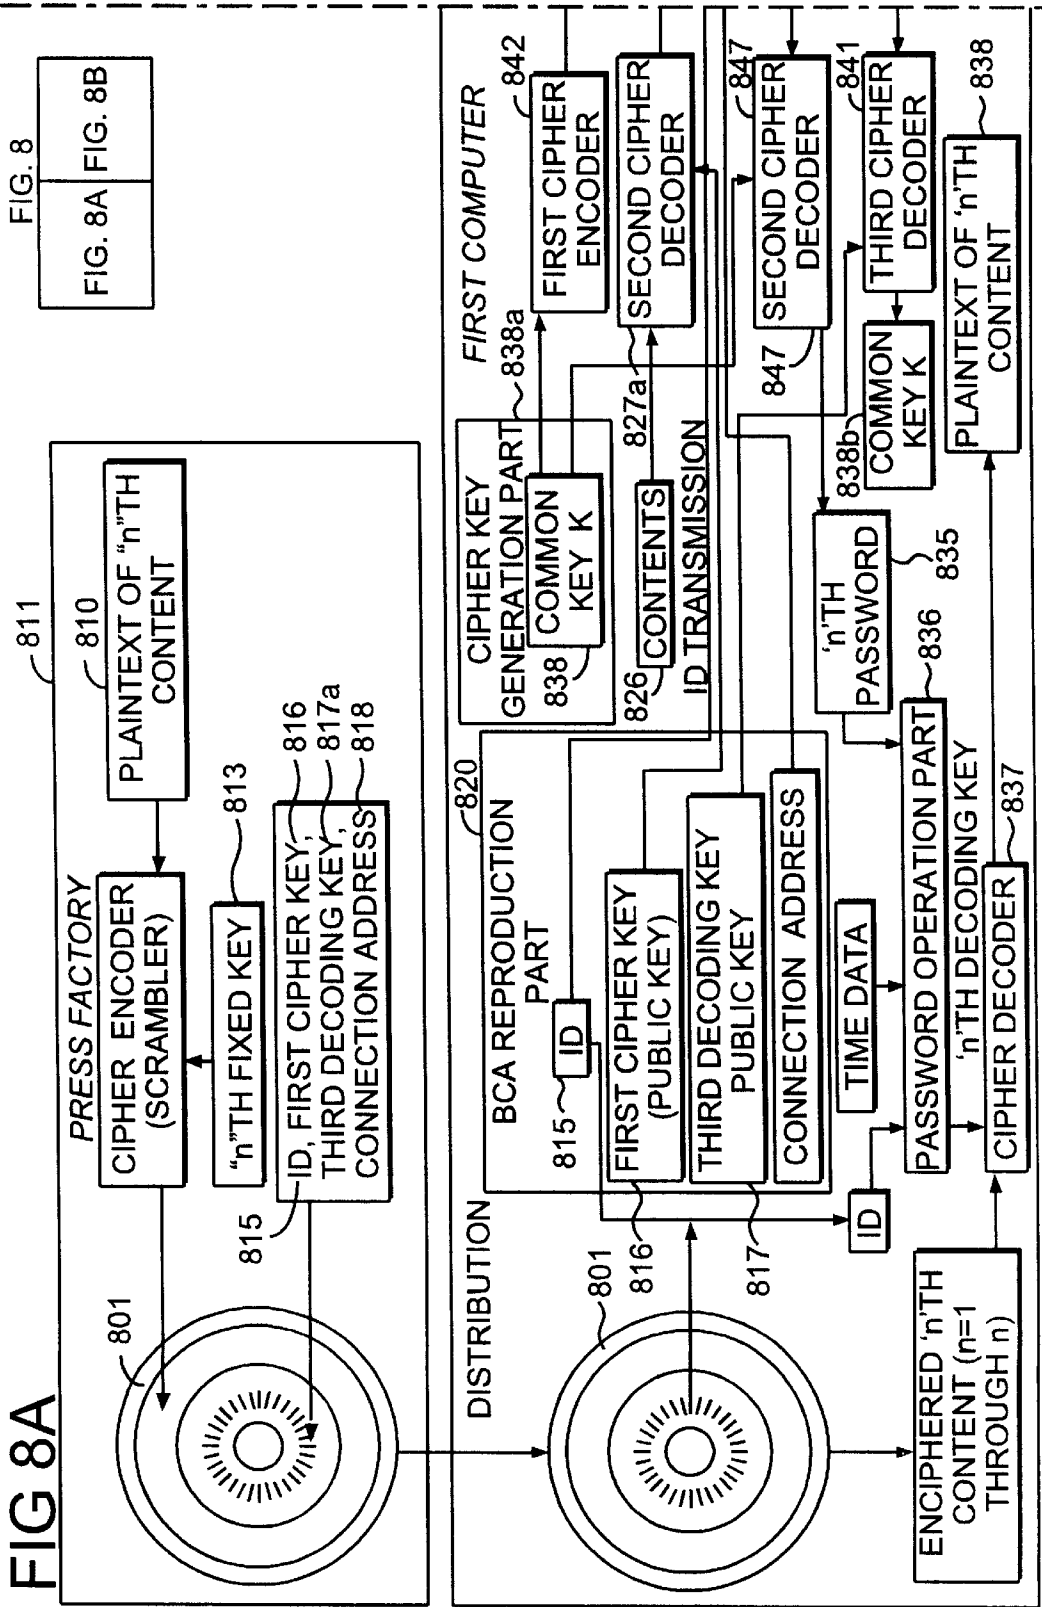 FIG 8A
FIG. 8
FIG. 8A
FIG. 8B
811
PRESS FACTORY
810
PLAINTEXT OF "n"TH
CONTENT
801
CIPHER ENCODER
(SCRAMBLER)
813
"n"TH FIXED KEY
815
ID, FIRST CIPHER KEY,
THIRD DECODING KEY,
CONNECTION ADDRESS
816
817a
818
DISTRIBUTION
801
820
BCA REPRODUCTION
PART
815
ID
FIRST CIPHER KEY
(PUBLIC KEY)
816
THIRD DECODING KEY
PUBLIC KEY
817
CONNECTION ADDRESS
FIRST COMPUTER
CIPHER KEY
GENERATION PART
838a
COMMON
KEY K
838
FIRST CIPHER
ENCODER
842
826
CONTENTS
827a
SECOND CIPHER
DECODER
ID TRANSMISSION
SECOND CIPHER
DECODER
847
847
THIRD CIPHER
DECODER
841
838b
COMMON
KEY K
'n'TH
PASSWORD
835
TIME DATA
ID
PASSWORD OPERATION PART
836
'n'TH DECODING KEY
CIPHER DECODER
837
ENCIPHERED 'n'TH
CONTENT (n=1
THROUGH n)
PLAINTEXT OF 'n'TH
CONTENT
838